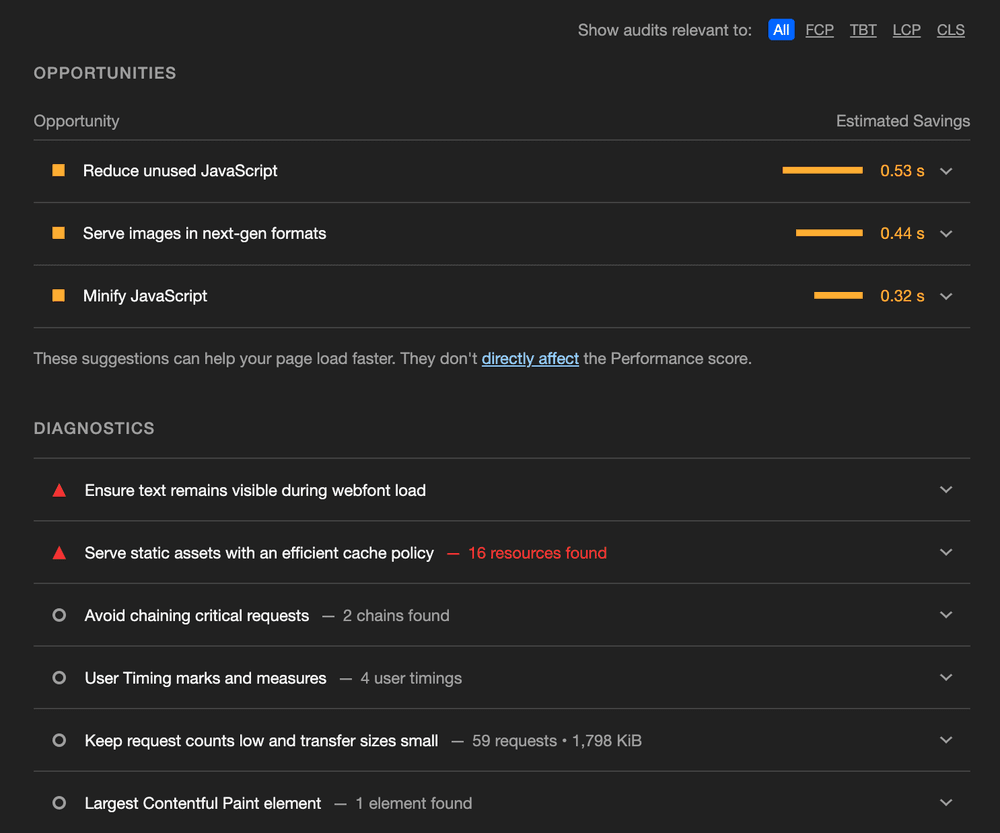 Show audits relevant to: All FCP TBT LCP CLS
OPPORTUNITIES
Opportunity Estimated Savings
Reduce unused JavaScript 0.53 s
Serve images in next-gen formats 0.44 s
Minify JavaScript 0.32 s
These suggestions can help your page load faster. They don't directly affect the Performance score.
DIAGNOSTICS
Ensure text remains visible during webfont load
Serve static assets with an efficient cache policy — 16 resources found
Avoid chaining critical requests — 2 chains found
User Timing marks and measures — 4 user timings
Keep request counts low and transfer sizes small — 59 requests • 1,798 KiB
Largest Contentful Paint element — 1 element found